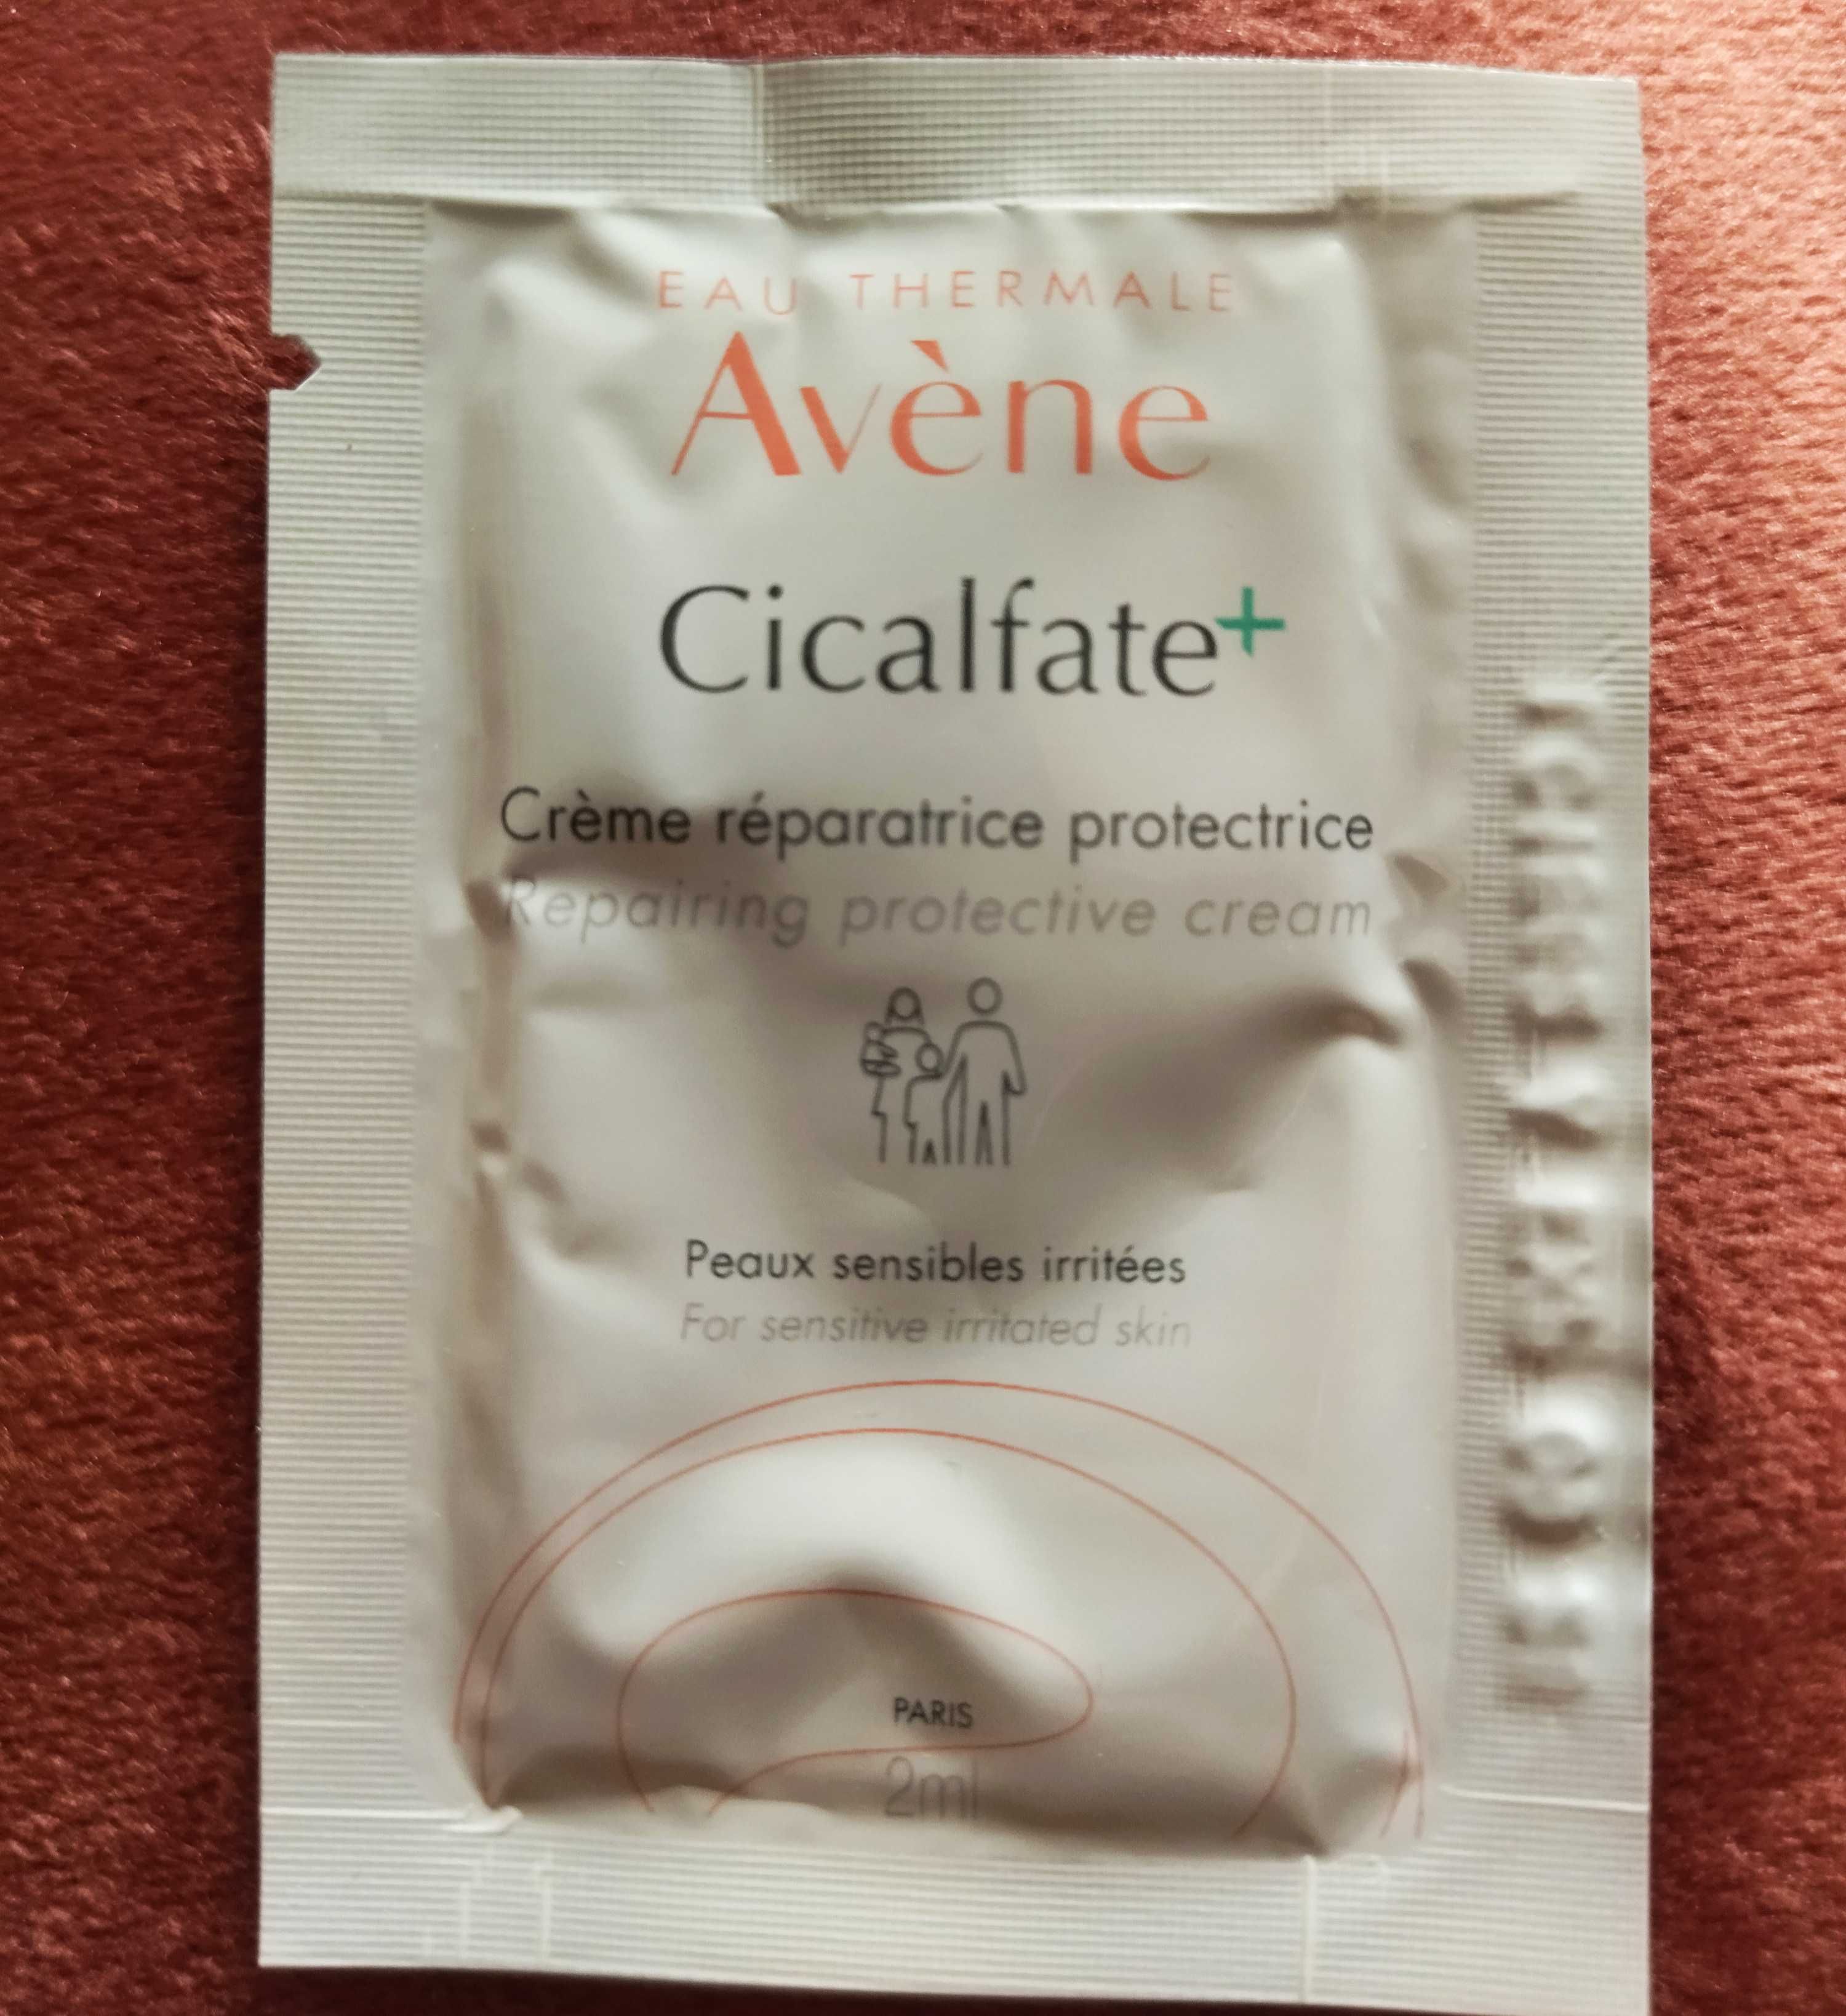 EAU THERMALE
Avène
Cicalfate+
Crème réparatrice protectrice
Repairing protective cream
Peaux sensibles irritées
For sensitive irritated skin
PARIS
2ml